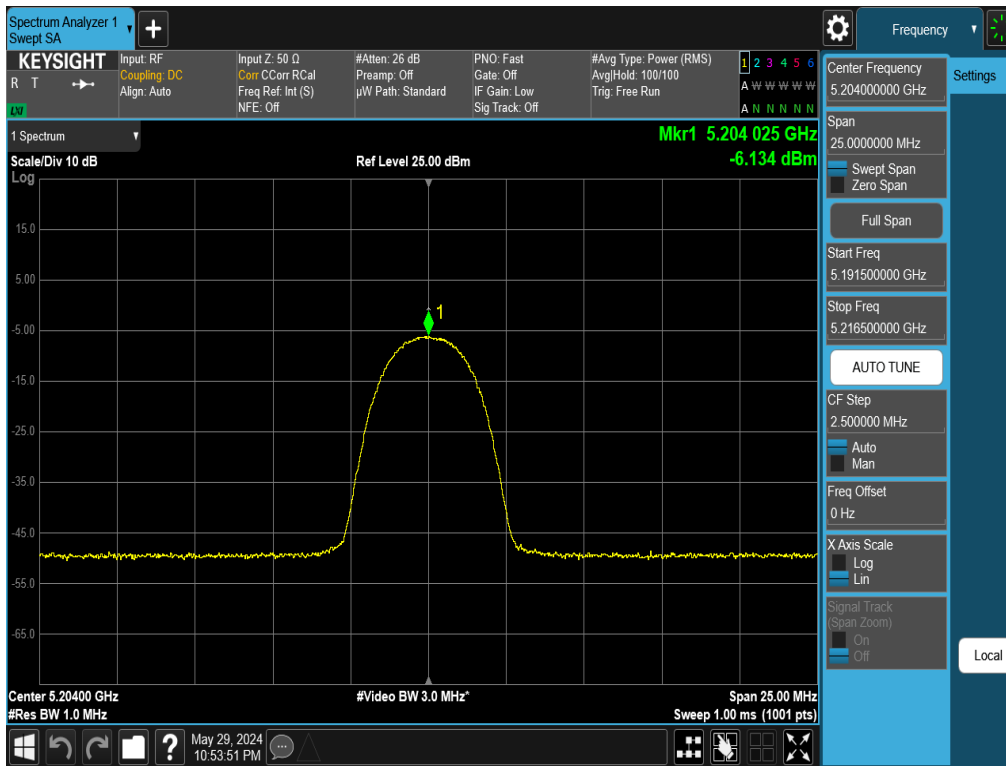 Spectrum Analyzer 1
Swept SA
Frequency
KEYSIGHT
R T
LXI
Input: RF
Coupling: DC
Align: Auto
Input Z: 50 Ω
Corr CCorr RCal
Freq Ref: Int (S)
NFE: Off
#Atten: 26 dB
Preamp: Off
µW Path: Standard
PNO: Fast
Gate: Off
IF Gain: Low
Sig Track: Off
#Avg Type: Power (RMS)
Avg|Hold: 100/100
Trig: Free Run
1 2 3 4 5 6
A W W W W W
A N N N N N
1 Spectrum
Scale/Div 10 dB
Log
Ref Level 25.00 dBm
Mkr1 5.204 025 GHz
-6.134 dBm
15.0
5.00
-5.00
-15.0
-25.0
-35.0
-45.0
-55.0
-65.0
1
Center 5.20400 GHz
#Res BW 1.0 MHz
#Video BW 3.0 MHz*
Span 25.00 MHz
Sweep 1.00 ms (1001 pts)
Center Frequency
5.204000000 GHz
Span
25.0000000 MHz
Swept Span
Zero Span
Full Span
Start Freq
5.191500000 GHz
Stop Freq
5.216500000 GHz
AUTO TUNE
CF Step
2.500000 MHz
Auto
Man
Freq Offset
0 Hz
X Axis Scale
Log
Lin
Signal Track
(Span Zoom)
On
Off
Settings
Local
?
May 29, 2024
10:53:51 PM